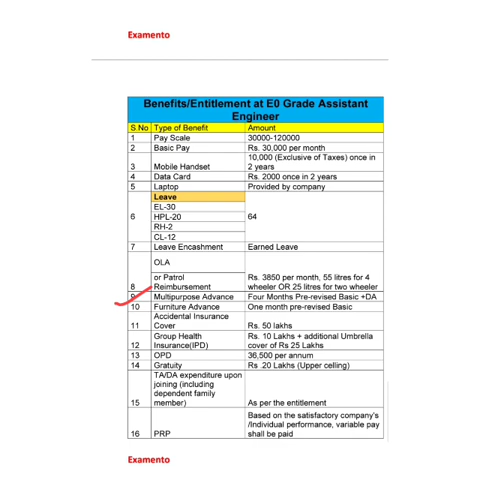 Examento
Benefits/Entitlement at E0 Grade Assistant
Engineer
S.No Type of Benefit Amount
1 Pay Scale 30000-120000
2 Basic Pay Rs. 30,000 per month
3 Mobile Handset 10,000 (Exclusive of Taxes) once in
2 years
4 Data Card Rs. 2000 once in 2 years
5 Laptop Provided by company
6 Leave 64
EL-30
HPL-20
RH-2
CL-12
7 Leave Encashment Earned Leave
OLA
8 or Patrol
Reimbursement Rs. 3850 per month, 55 litres for 4
wheeler OR 25 litres for two wheeler
9 Multipurpose Advance Four Months Pre-revised Basic +DA
10 Furniture Advance One month pre-revised Basic
11 Accidental Insurance
Cover Rs. 50 lakhs
12 Group Health
Insurance(IPD) Rs. 10 Lakhs + additional Umbrella
cover of Rs 25 Lakhs
13 OPD 36,500 per annum
14 Gratuity Rs .20 Lakhs (Upper celling)
15 TA/DA expenditure upon
joining (including
dependent family
member) As per the entitlement
16 PRP Based on the satisfactory company's
/Individual performance, variable pay
shall be paid
Examento